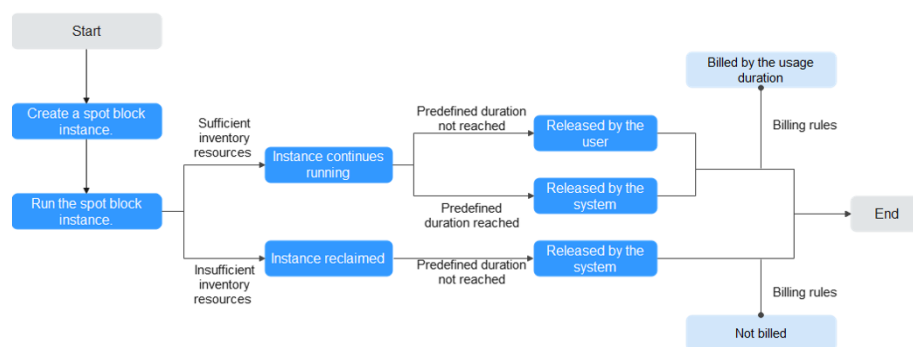 Start
Create a spot block
instance.
Run the spot block
instance.
Sufficient
inventory
resources
Insufficient
inventory
resources
Instance continues
running
Instance reclaimed
Predefined duration
not reached
Predefined
duration reached
Predefined duration
not reached
Released by the
user
Released by the
system
Released by the
system
Billed by the usage
duration
Billing rules
Billing rules
Not billed
End